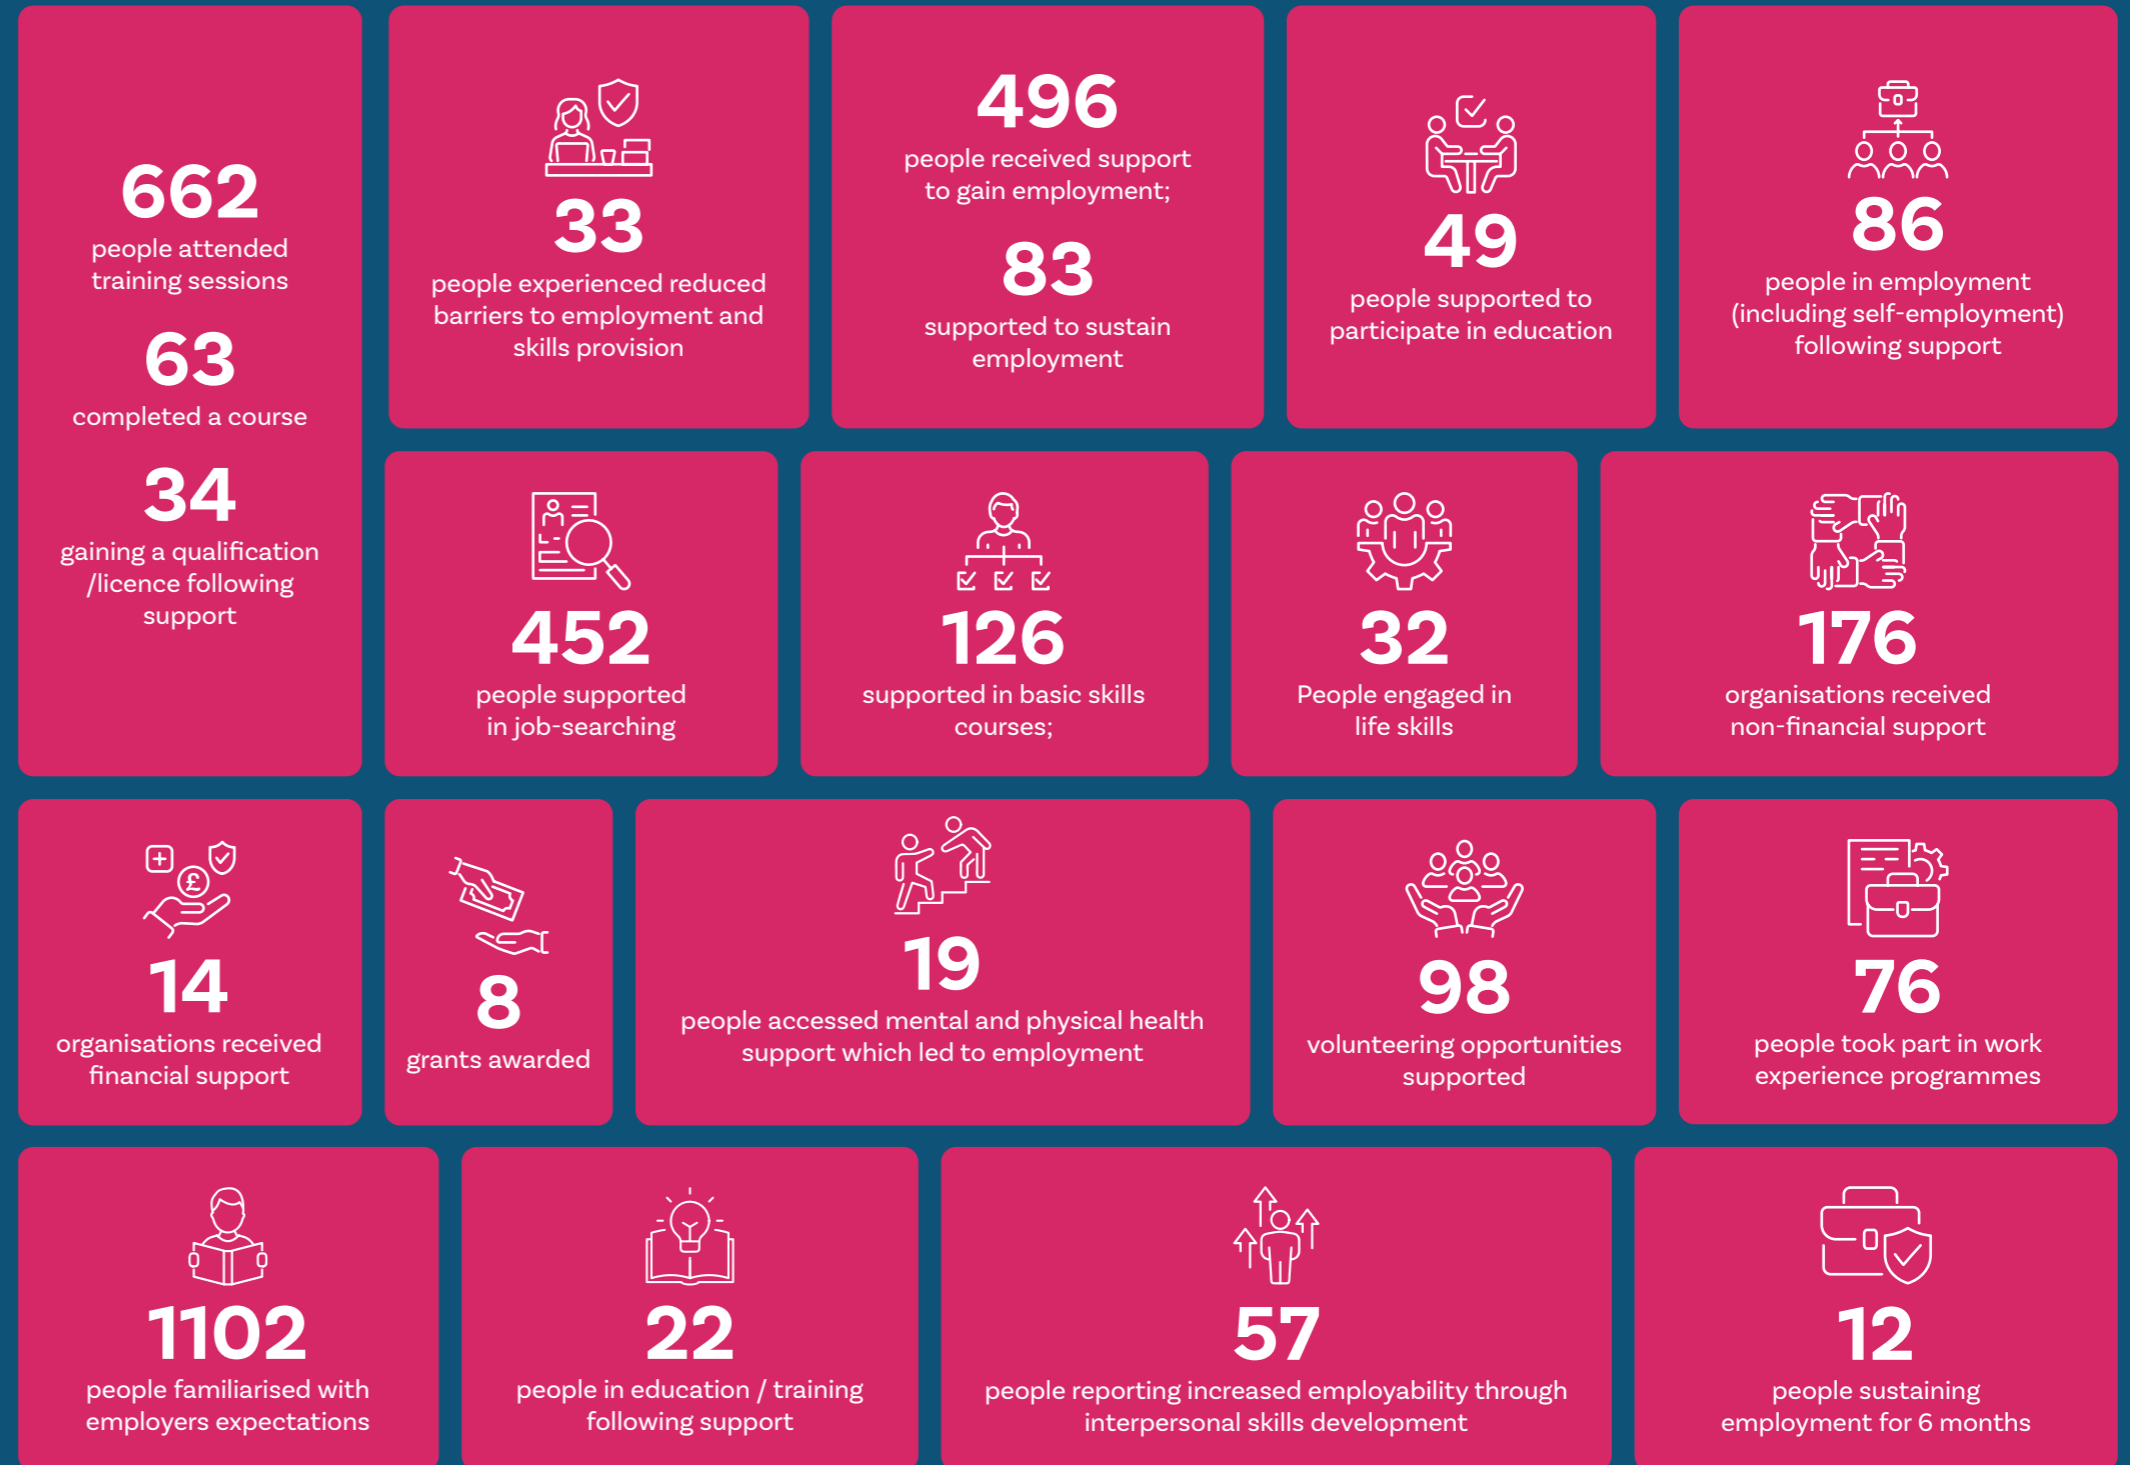 662
people attended
training sessions
63
completed a course
34
gaining a qualification
/licence following
support
33
people experienced reduced
barriers to employment and
skills provision
496
people received support
to gain employment;
83
supported to sustain
employment
49
people supported to
participate in education
86
people in employment
(including self-employment)
following support
452
people supported
in job-searching
126
supported in basic skills
courses;
32
People engaged in
life skills
176
organisations received
non-financial support
£
14
organisations received
financial support
8
grants awarded
19
people accessed mental and physical health
support which led to employment
98
volunteering opportunities
supported
76
people took part in work
experience programmes
1102
people familiarised with
employers expectations
22
people in education / training
following support
57
people reporting increased employability through
interpersonal skills development
12
people sustaining
employment for 6 months